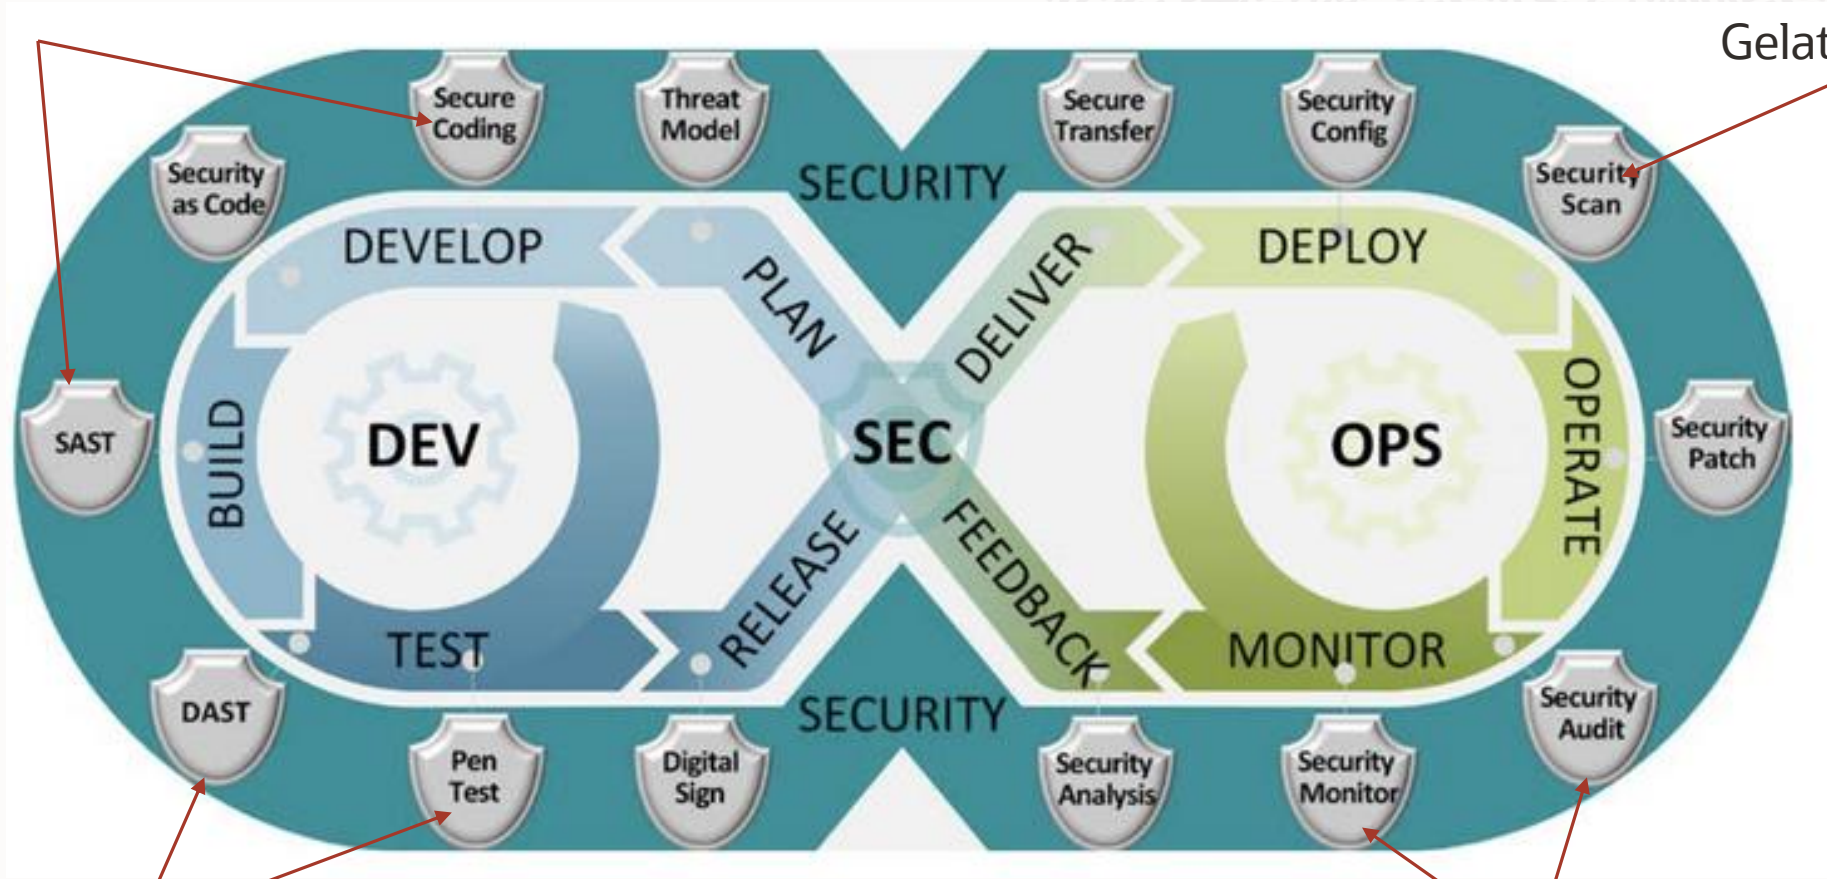 Gelat
Secure
Coding
Threat
Model
Secure
Transfer
Security
Config
Security
as Code
Security
Scan
SECURITY
DEVELOP
PLAN
DELIVER
DEPLOY
BUILD
DEV
SEC
OPS
OPERATE
SAST
Security
Patch
TEST
RELEASE
FEEDBACK
MONITOR
SECURITY
DAST
Pen
Test
Digital
Sign
Security
Analysis
Security
Monitor
Security
Audit